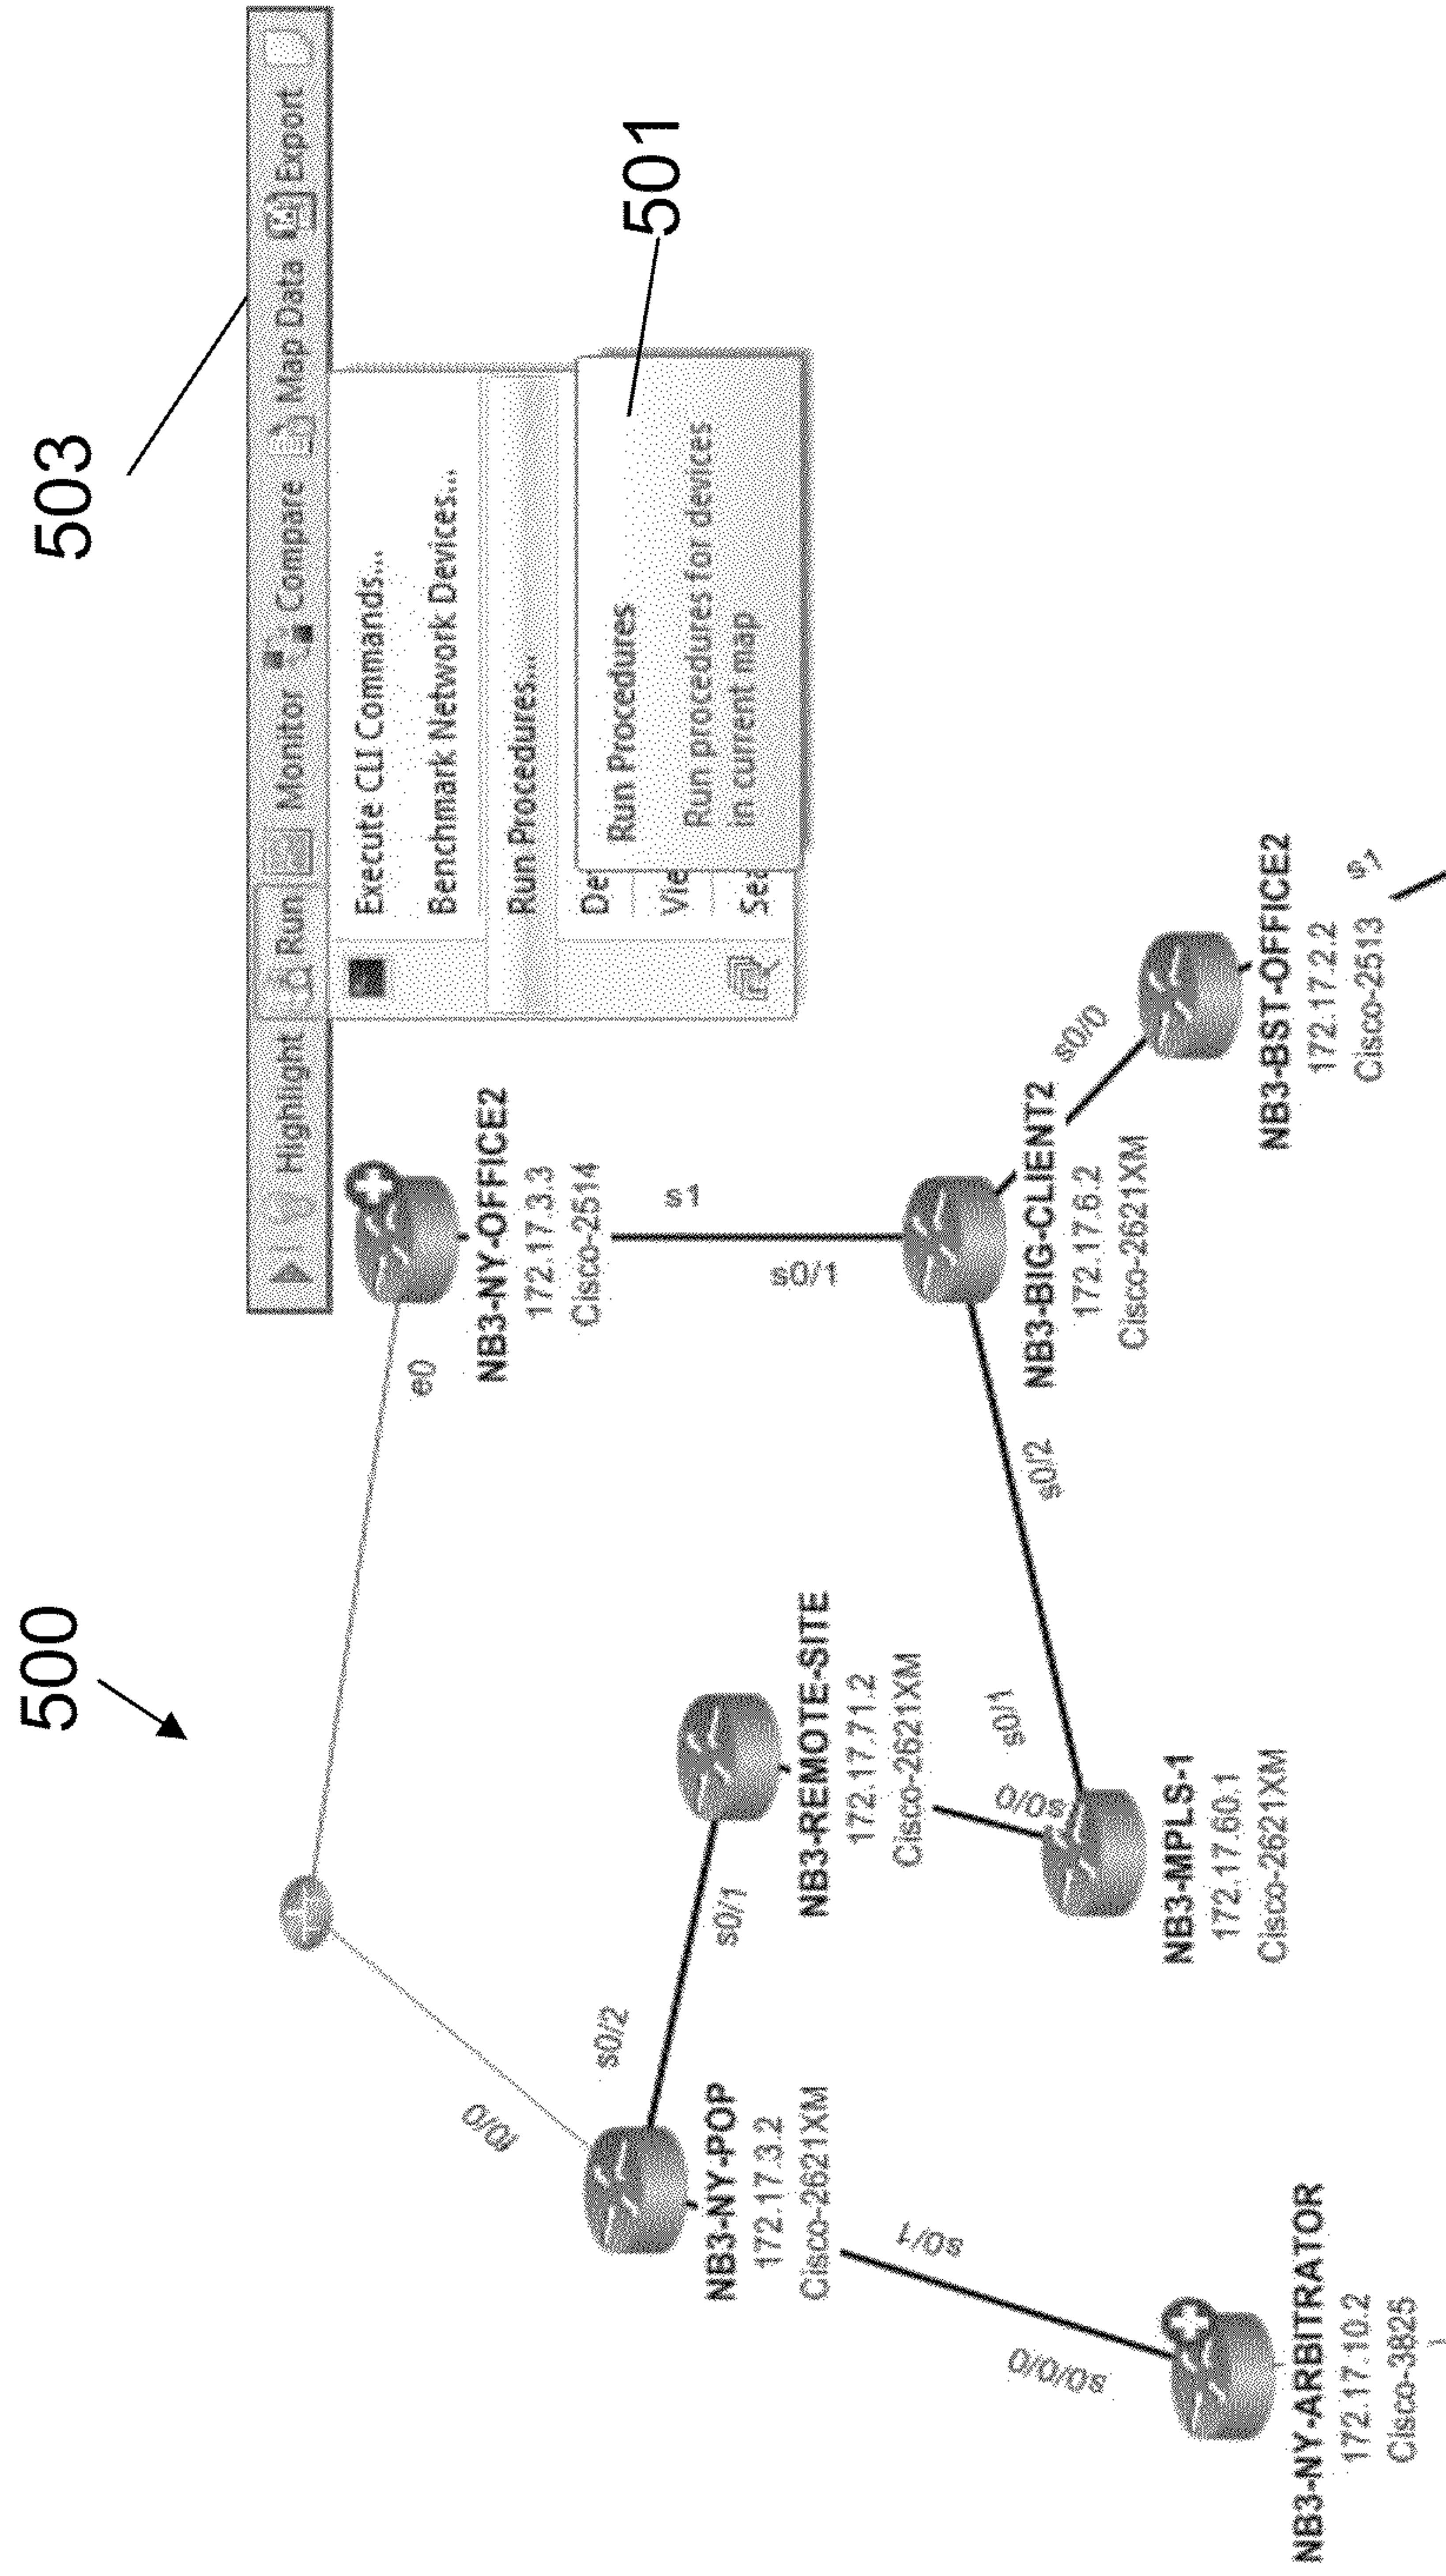 500
503
Highlight Run Monitor Compare Map Data Export
Execute CLI Commands...
Benchmark Network Devices...
Run Procedures...
De
Vie
Set
Run Procedures
Run procedures for devices
in current map
501
e0
NB3-NY-OFFICE2
172.17.3.3
Cisco-2514
s1
s0/1
f0/0
s0/2
s0/1
NB3-NY-POP
172.17.3.2
Cisco-2621XM
NB3-REMOTE-SITE
172.17.71.2
Cisco-2621XM
s0/1
s0/0/0
NB3-NY-ARBITRATOR
172.17.10.2
Cisco-3825
s0/0
s0/1
NB3-MPLS-1
172.17.60.1
Cisco-2621XM
s0/2
NB3-BIG-CLIENT2
172.17.6.2
Cisco-2621XM
s0/0
NB3-BST-OFFICE2
172.17.2.2
Cisco-2513
s1